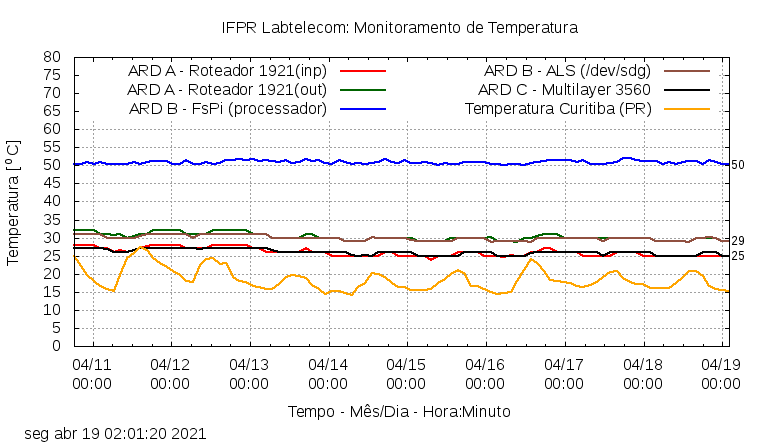 IFPR Labtelecom: Monitoramento de Temperatura
ARD A - Roteador 1921(inp)
ARD A - Roteador 1921(out)
ARD B - FsPi (processador)
ARD B - ALS (/dev/sdg)
ARD C - Multilayer 3560
Temperatura Curitiba (PR)
Temperatura [ºC]
80
75
70
65
60
55
50
45
40
35
30
25
20
15
10
5
0
50
29
25
04/11 04/12 04/13 04/14 04/15 04/16 04/17 04/18 04/19
00:00 00:00 00:00 00:00 00:00 00:00 00:00 00:00 00:00
Tempo - Mês/Dia - Hora:Minuto
seg abr 19 02:01:20 2021